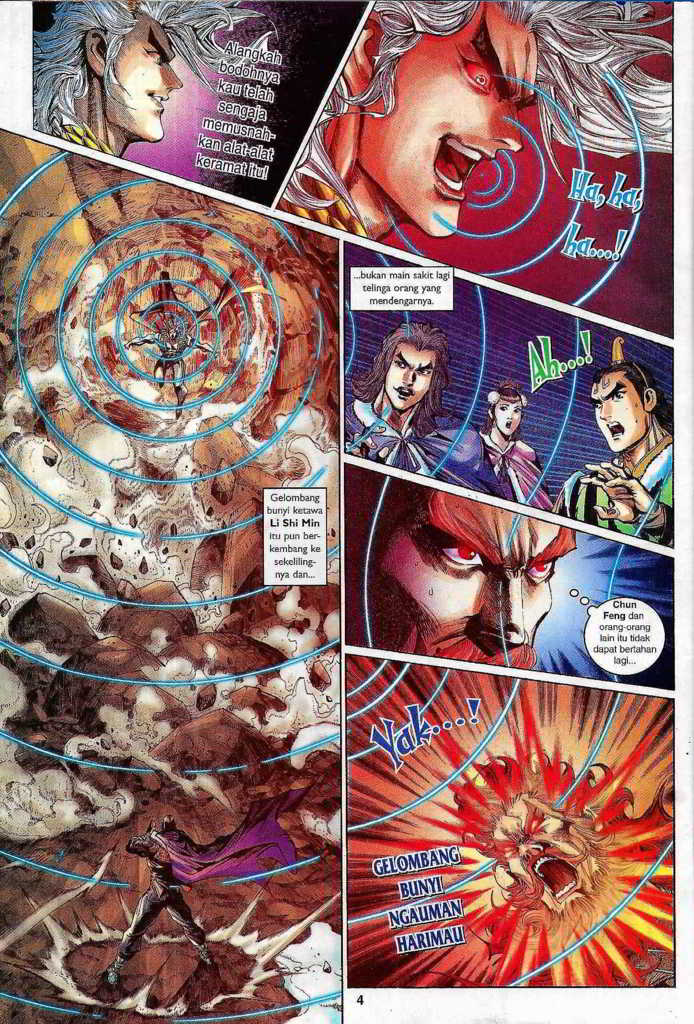 Alangkah
bodohnya
kau telah
sengaja
memusnah-
kan alat-alat
keramat itu!
Ha, ha,
ha....!
Gelombang
bunyi ketawa
Li Shi Min
itu pun ber-
kembang ke
sekeliling-
nya dan...
...bukan main sakit lagi
telinga orang yang
mendengarnya.
Ah....!
Chun
Feng dan
orang-orang
lain itu tidak
dapat bertahan
lagi...
Yak....!
GELOMBANG
BUNYI
NGAUMAN
HARIMAU
4